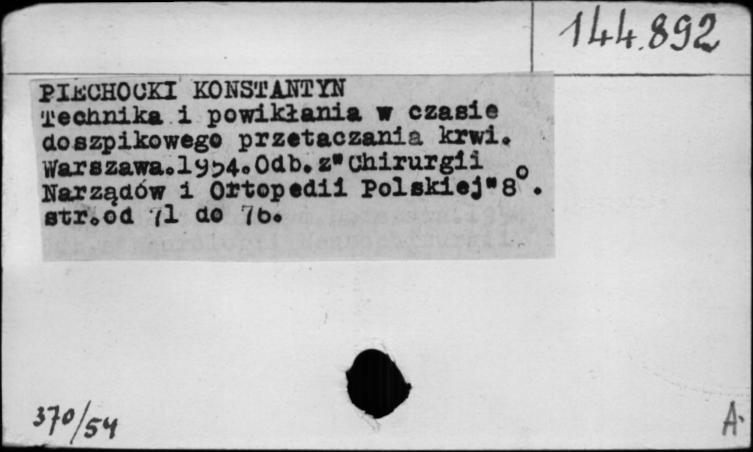 144.892
PIECHOCKI KONSTANTYN
Technika i powikłania w czasie
doszpikowego przetaczania krwi.
Warszawa.1954.Odb.z"Chirurgii
Narządów i Ortopedii Polskiej"8º.
str.od 71 do 76.
370/54
A.